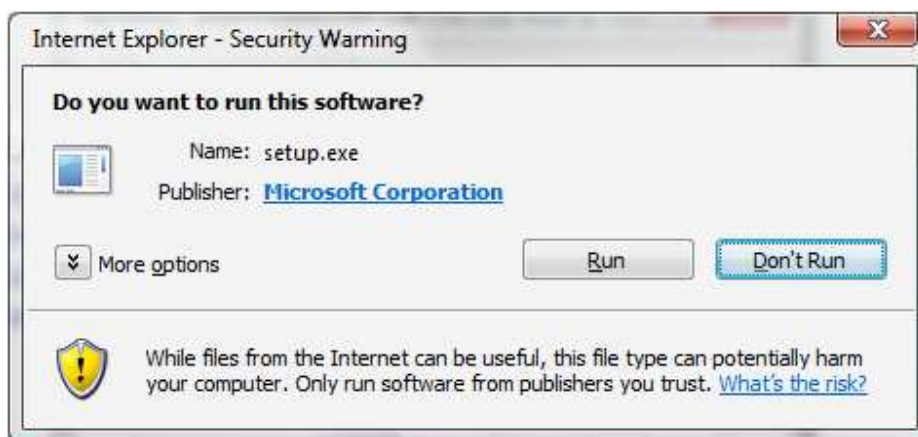 Internet Explorer - Security Warning
Do you want to run this software?
Name: setup.exe
Publisher: Microsoft Corporation
More options
Run
Don't Run
While files from the Internet can be useful, this file type can potentially harm
your computer. Only run software from publishers you trust. What's the risk?